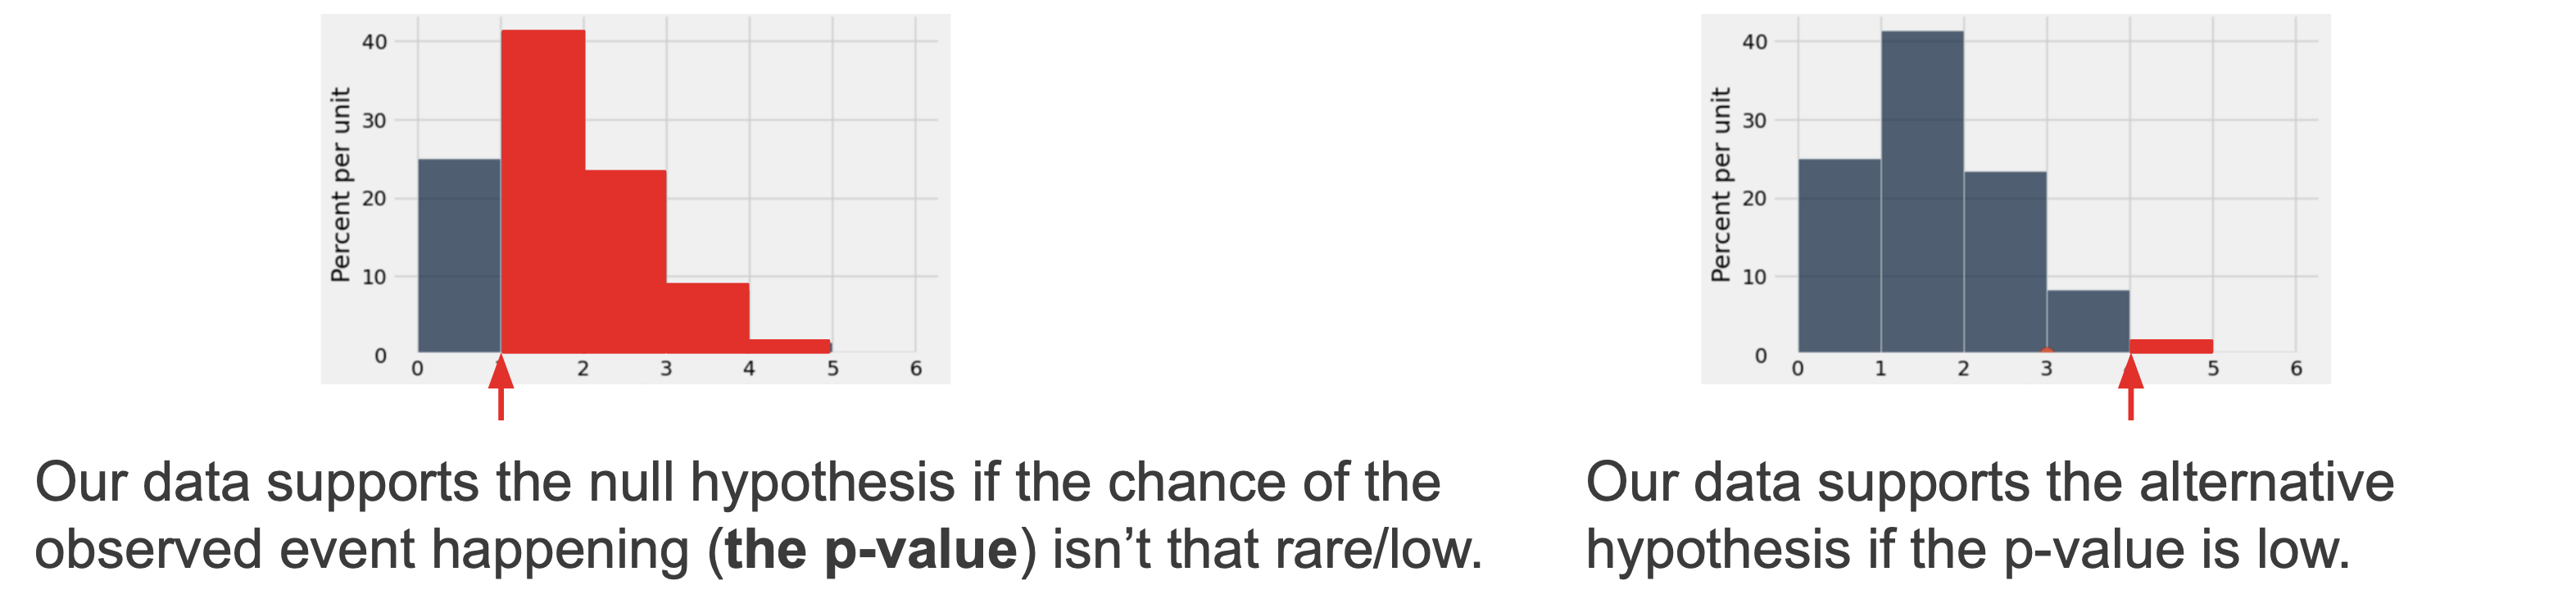 40
30
20
10
0
Percent per unit
0 2 3 4 5 6
Our data supports the null hypothesis if the chance of the
observed event happening (the p-value) isn’t that rare/low.
40
30
20
10
0
Percent per unit
0 1 2 3 5 6
Our data supports the alternative
hypothesis if the p-value is low.